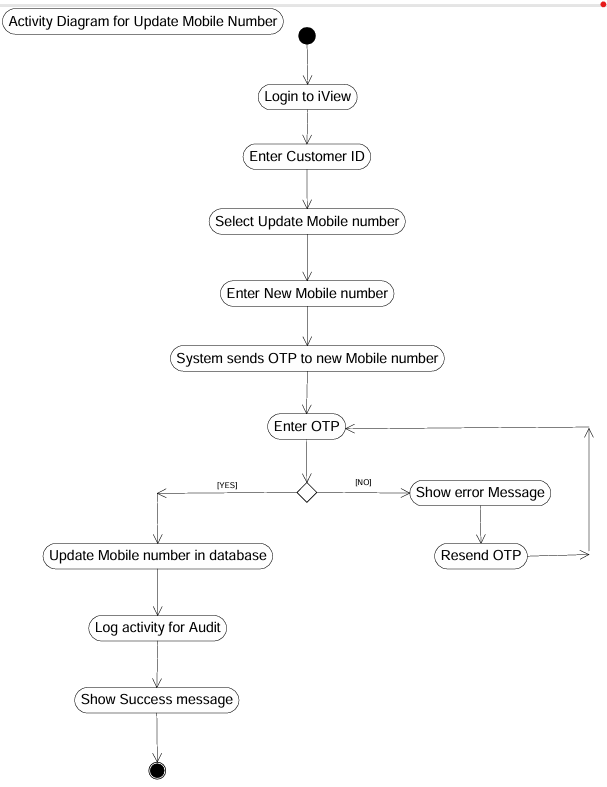 Activity Diagram for Update Mobile Number
Login to iView
Enter Customer ID
Select Update Mobile number
Enter New Mobile number
System sends OTP to new Mobile number
Enter OTP
[YES]
[NO]
Show error Message
Update Mobile number in database
Resend OTP
Log activity for Audit
Show Success message